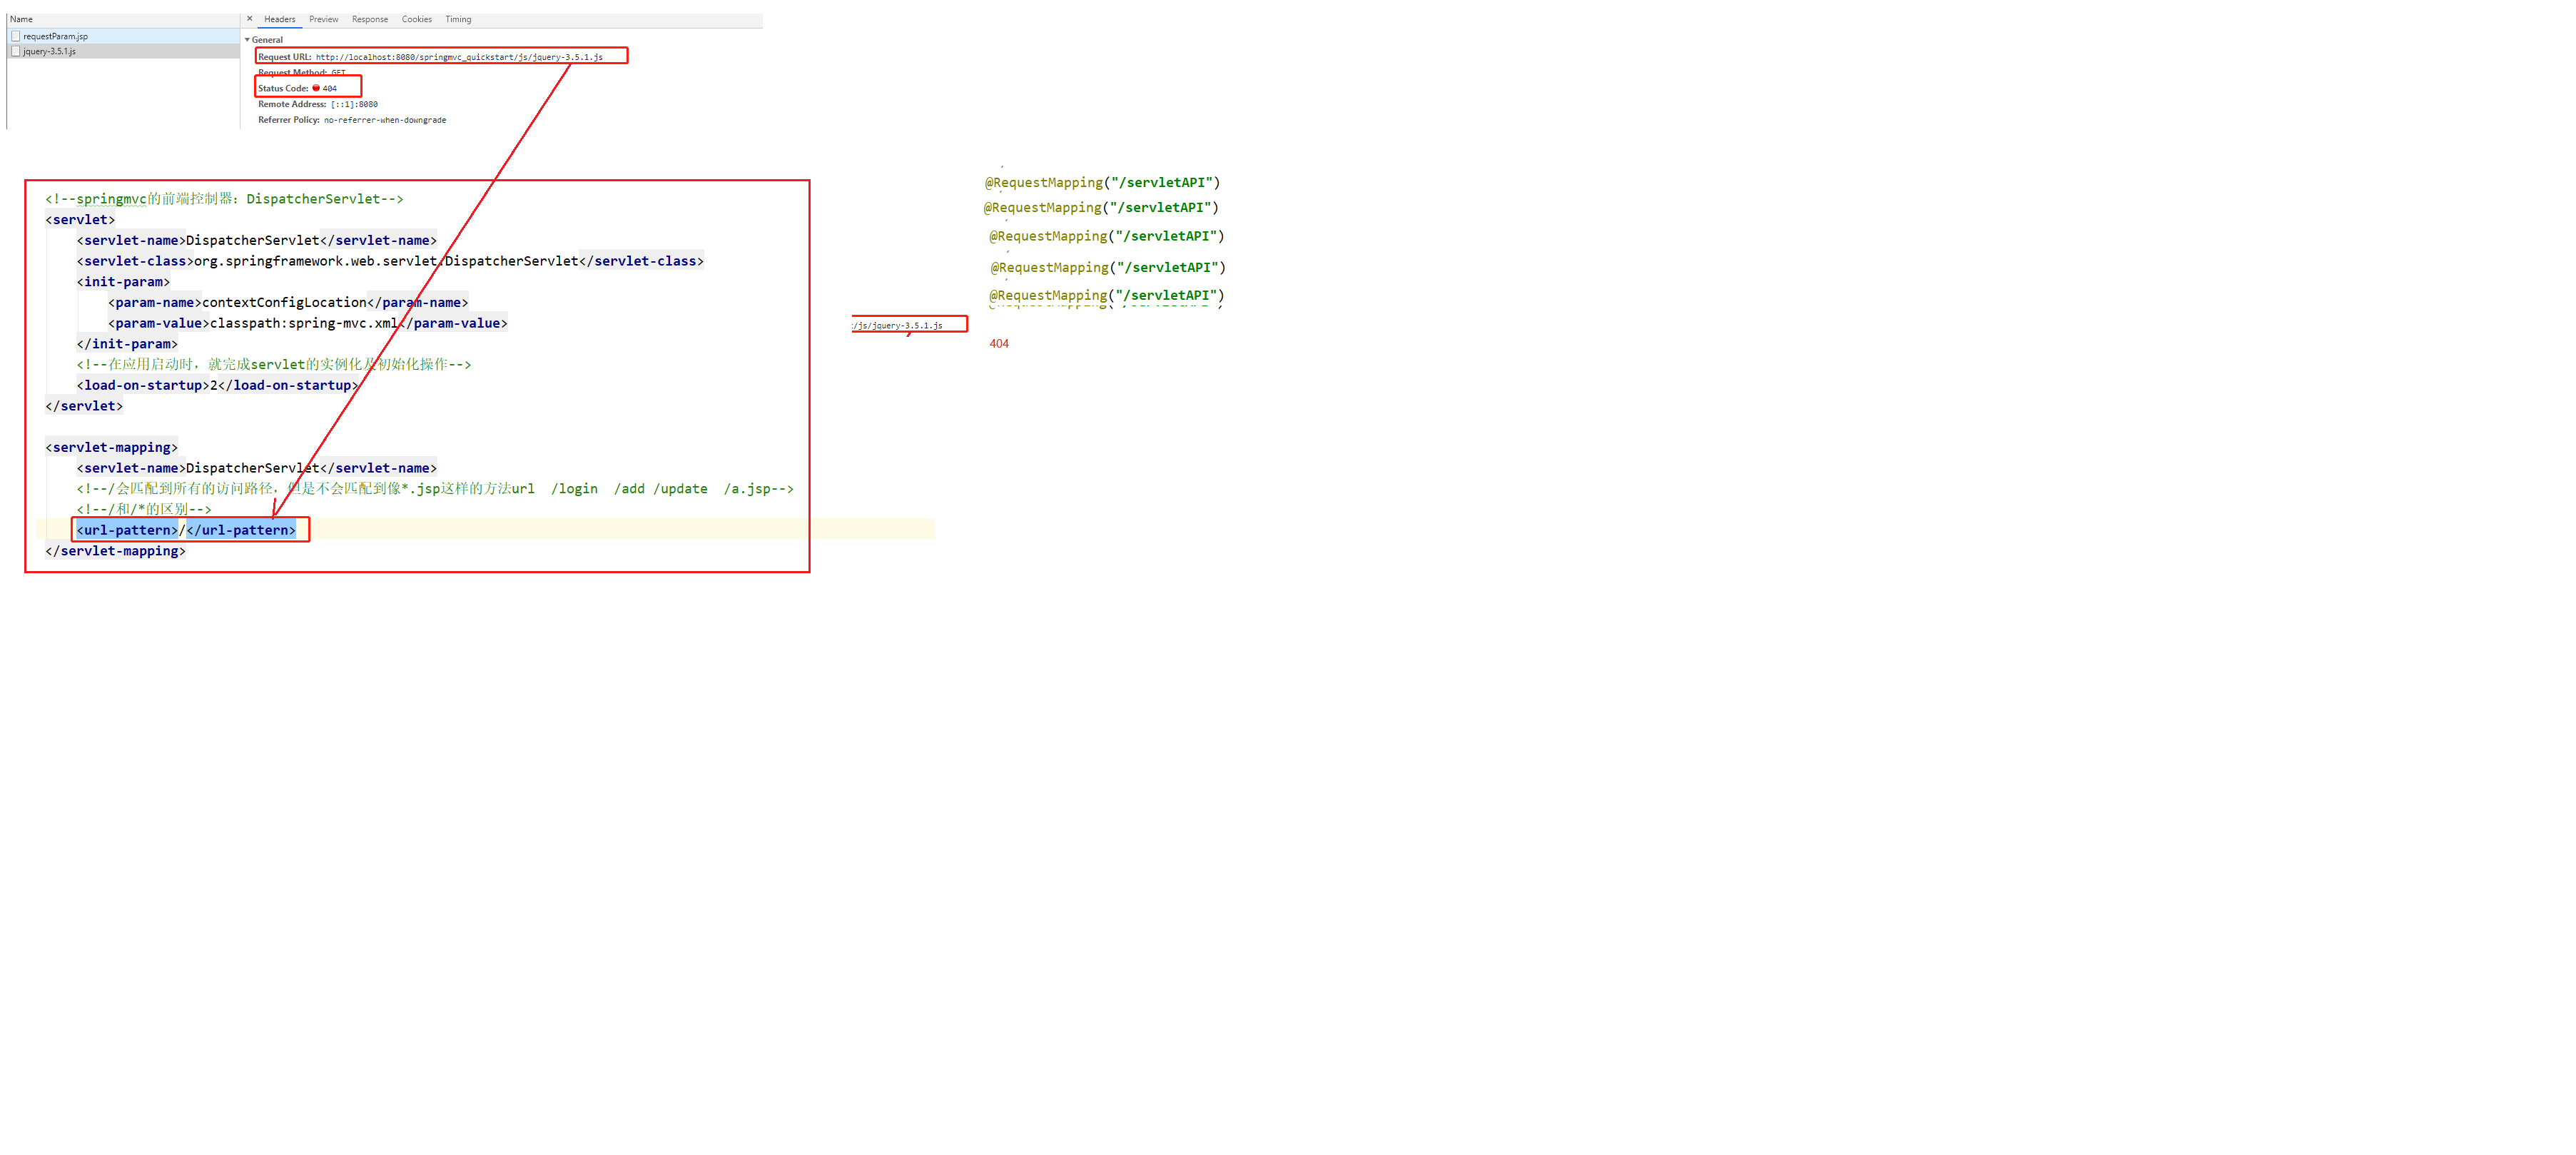 Name
requestParam.jsp
jquery-3.5.1.js
× Headers Preview Response Cookies Timing
▼ General
Request URL: http://localhost:8080/springmvc_quickstart/js/jquery-3.5.1.js
Request Method: GET
Status Code: 404
Remote Address: [::1]:8080
Referrer Policy: no-referrer-when-downgrade
<!--springmvc的前端控制器：DispatcherServlet-->
<servlet>
<servlet-name>DispatcherServlet</servlet-name>
<servlet-class>org.springframework.web.servlet.DispatcherServlet</servlet-class>
<init-param>
<param-name>contextConfigLocation</param-name>
<param-value>classpath:spring-mvc.xml</param-value>
</init-param>
<!--在应用启动时，就完成servlet的实例化及初始化操作-->
<load-on-startup>2</load-on-startup>
</servlet>
<servlet-mapping>
<servlet-name>DispatcherServlet</servlet-name>
<!--/会匹配到所有的访问路径，但是不会匹配到像*.jsp这样的方法url  /login  /add /update  /a.jsp-->
<!--/和/*的区别-->
<url-pattern>/</url-pattern>
</servlet-mapping>
@RequestMapping("/servletAPI")
@RequestMapping("/servletAPI")
@RequestMapping("/servletAPI")
@RequestMapping("/servletAPI")
@RequestMapping("/servletAPI")
:/js/jquery-3.5.1.js
404